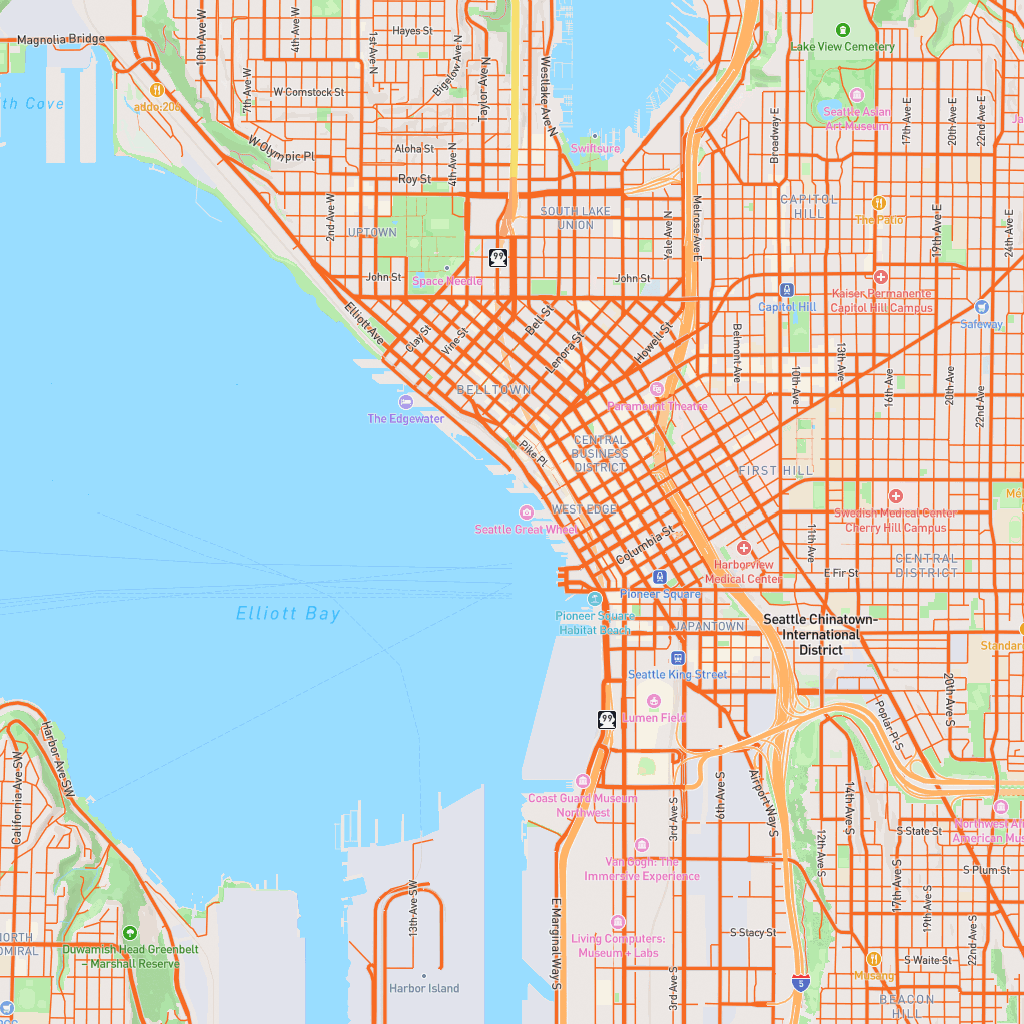 Magnolia Bridge
10th Ave W
4th Ave W
1st Ave N
Hayes St
Bigelow Ave N
Taylor Ave N
Westlake Ave N
Lake View Cemetery
addo:206
7th Ave W
W Comstock St
Seattle Asian
Art Museum
17th Ave E
20th Ave E
22nd Ave E
Broadway E
W Olympic Pl
Aloha St
4th Ave N
Swiftsure
Roy St
2nd Ave W
UPTOWN
SOUTH LAKE
UNION
Yale Ave N
Melrose Ave E
CAPITOL
HILL
The Patio
19th Ave E
24th Ave E
99
John St
Space Needle
John St
Capitol Hill
Kaiser Permanente
Capitol Hill Campus
Safeway
Elliott Ave
Clay St
Vine St
Bell St
Lenora St
Howell St
Belmont Ave
10th Ave
13th Ave
16th Ave
20th Ave
22nd Ave
BELLTOWN
The Edgewater
Paramount Theatre
Pike Pl
CENTRAL
BUSINESS
DISTRICT
FIRST HILL
WEST EDGE
Seattle Great Wheel
Columbia St
Swedish Medical Center
Cherry Hill Campus
11th Ave
Harborview
Medical Center
E Fir St
CENTRAL
DISTRICT
Pioneer Square
Pioneer Square
Habitat Beach
Elliott Bay
JAPANTOWN
Seattle Chinatown-
International
District
Standard
Seattle King Street
Lumen Field
99
20th Ave S
Poplar Pl S
Harbor Ave SW
California Ave SW
Coast Guard Museum
Northwest
3rd Ave S
6th Ave S
Airport Way S
14th Ave S
12th Ave S
S State St
S Plum St
Van Gogh: The
Immersive Experience
17th Ave S
19th Ave S
22nd Ave S
13th Ave SW
E Marginal Way S
Living Computers:
Museum + Labs
S Stacy St
S Waite St
Duwamish Head Greenbelt
- Marshall Reserve
Harbor Island
3rd Ave S
5
Musang
BEACON
HILL